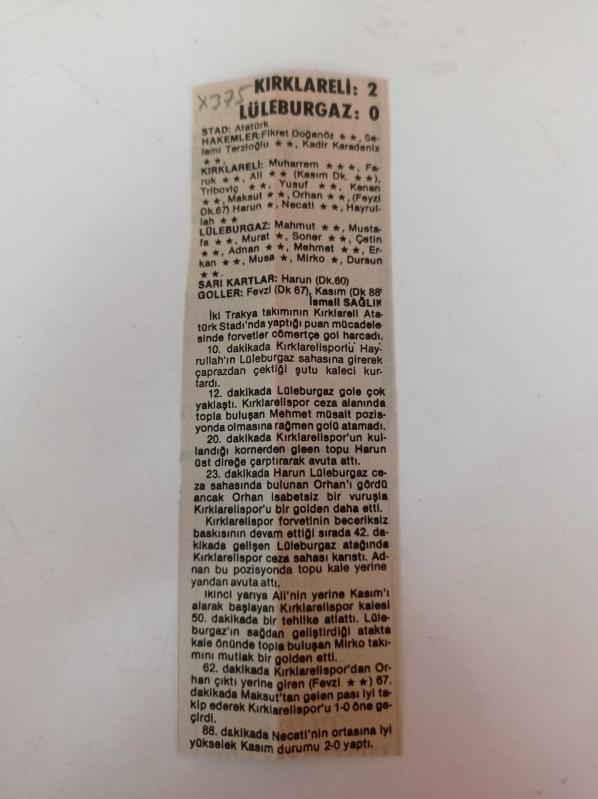 x375
KIRKLARELİ: 2
LÜLEBURGAZ: 0
STAD: Atatürk
HAKEMLER: Fikret Doğanöz ★ ★, Se-
lami Terzioğlu ★ ★, Kadir Karadeniz
★ ★.
KIRKLARELİ: Muharrem ★ ★ ★, Fa-
ruk ★ ★, Ali ★ ★ (Kasım Dk. ★ ★),
Triboviç ★ ★, Yusuf ★ ★, Kenan
★ ★, Maksut ★ ★, Orhan ★ ★, (Feyzi
Dk.67) Harun ★, Necati ★ ★, Hayrul-
lah ★ ★
LÜLEBURGAZ: Mahmut ★ ★, Musta-
fa ★ ★, Murat ★, Soner ★ ★, Çetin
★ ★, Adnan ★ ★, Mehmet ★ ★, Er-
kan ★ ★, Musa ★, Mirko ★, Dursun
★ ★.
SARI KARTLAR: Harun (Dk.60)
GOLLER: Fevzi (Dk 67), Kasım (Dk 88)
İsmail SAĞLIK
İki Trakya takımının Kırklareli Ata-
türk Stadı'nda yaptığı puan mücadele-
sinde forvetler cömertçe gol harcadı.
10. dakikada Kırklarelisporlu Hay-
rullah'ın Lüleburgaz sahasına girerek
çaprazdan çektiği şutu kaleci kur-
tardı.
12. dakikada Lüleburgaz gole çok
yaklaştı. Kırklarelispor ceza alanında
topla buluşan Mehmet müsait pozis-
yonda olmasına rağmen golü atamadı.
20. dakikada Kırklarelispor'un kul-
landığı kornerden gleen topu Harun
üst direğe çarptırarak avuta attı.
23. dakikada Harun Lüleburgaz ce-
za sahasında bulunan Orhan'ı gördü
ancak Orhan isabetsiz bir vuruşla
Kırklarelispor'u bir golden daha etti.
Kırklarelispor forvetinin beceriksiz
baskısının devam ettiği sırada 42. da-
kikada gelişen Lüleburgaz atağında
Kırklarelispor ceza sahası karıstı. Ad-
nan bu pozisyonda topu kale yerine
yandan avuta attı.
İkinci yarıya Ali'nin yerine Kasım'ı
alarak başlayan Kırklarelispor kalesi
50. dakikada bir tehlike atlattı. Lüle-
burgaz'ın sağdan geliştirdiği atakta
kale önünde topla buluşan Mirko takı-
mını mutlak bir golden etti.
62. dakikada Kırklarelispor'dan Or-
han çıktı yerine giren (Fevzi ★ ★) 67.
dakikada Maksut'tan gelen pası iyi ta-
kip ederek Kırklarelispor'u 1-0 öne ge-
çirdi.
88. dakikada Necati'nin ortasına iyi
yükselek Kasım durumu 2-0 yaptı.